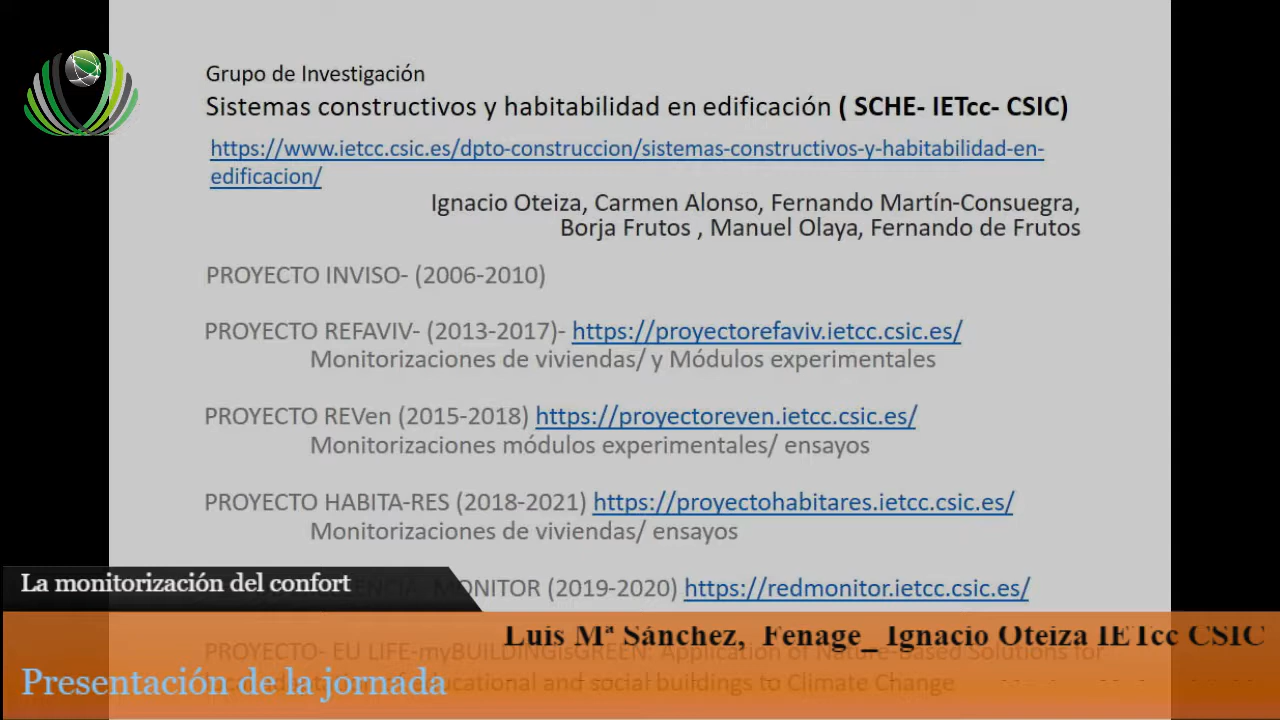 Grupo de Investigación
Sistemas constructivos y habitabilidad en edificación ( SCHE- IETcc- CSIC)
https://www.ietcc.csic.es/dpto-construccion/sistemas-constructivos-y-habitabilidad-en-
edificacion/
Ignacio Oteiza, Carmen Alonso, Fernando Martín-Consuegra,
Borja Frutos , Manuel Olaya, Fernando de Frutos
PROYECTO INVISO- (2006-2010)
PROYECTO REFAVIV- (2013-2017)- https://proyectorefaviv.ietcc.csic.es/
Monitorizaciones de viviendas/ y Módulos experimentales
PROYECTO REVen (2015-2018) https://proyectoreven.ietcc.csic.es/
Monitorizaciones módulos experimentales/ ensayos
PROYECTO HABITA-RES (2018-2021) https://proyectohabitares.ietcc.csic.es/
Monitorizaciones de viviendas/ ensayos
La monitorización del confort
MONITOR (2019-2020) https://redmonitor.ietcc.csic.es/
Luis Mª Sánchez, Fenage_ Ignacio Oteiza IETcc CSIC
PROYECTO- EU LIFE-myBUILDINGisGREEN: Application of Nature-Based Solutions for
Presentación de la jornada
educational and social buildings to Climate Change